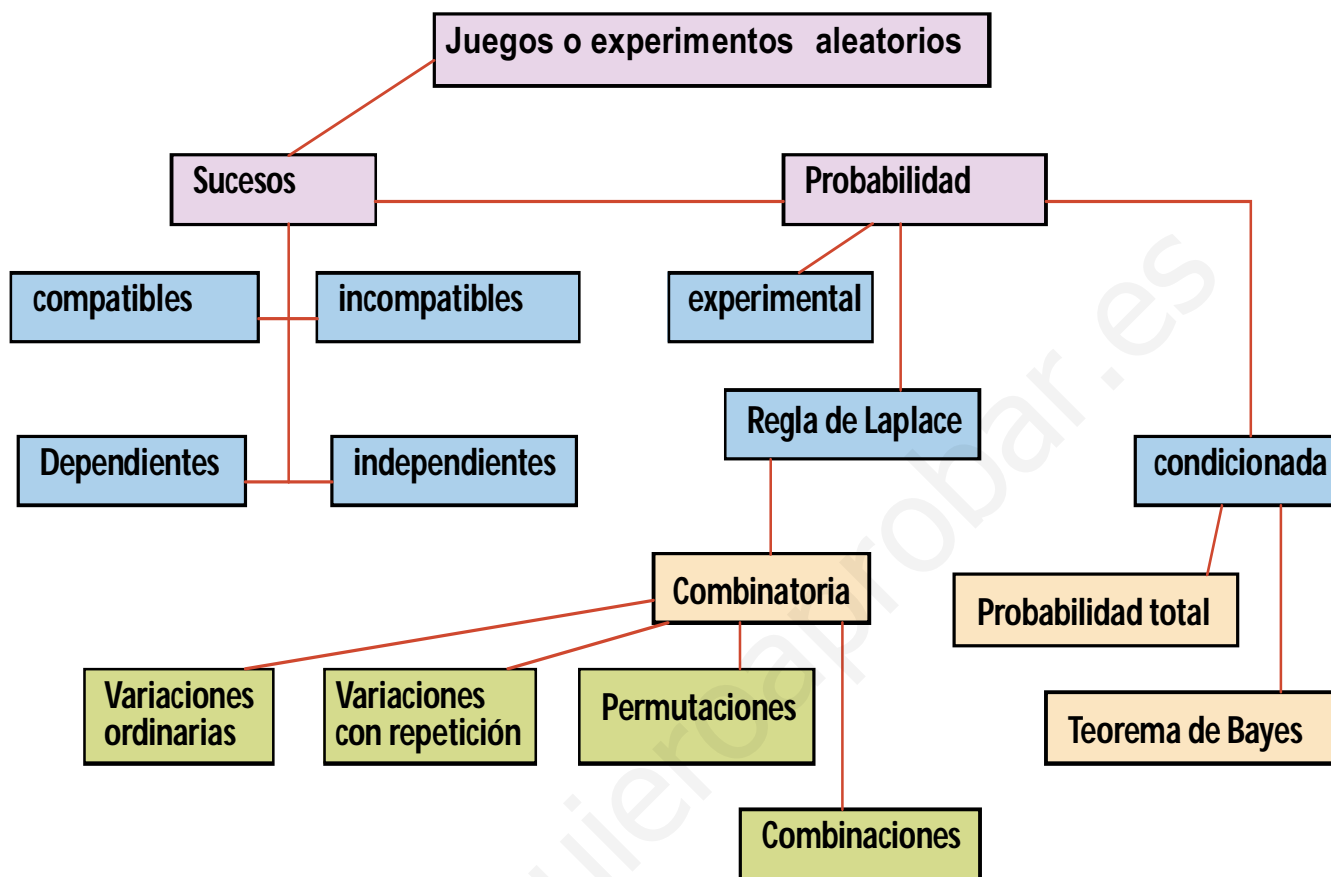 Juegos o experimentos aleatorios
Sucesos
Probabilidad
compatibles
incompatibles
experimental
Regla de Laplace
Dependientes
independientes
condicionada
Combinatoria
Probabilidad total
Variaciones
ordinarias
Variaciones
con repetición
Permutaciones
Teorema de Bayes
Combinaciones